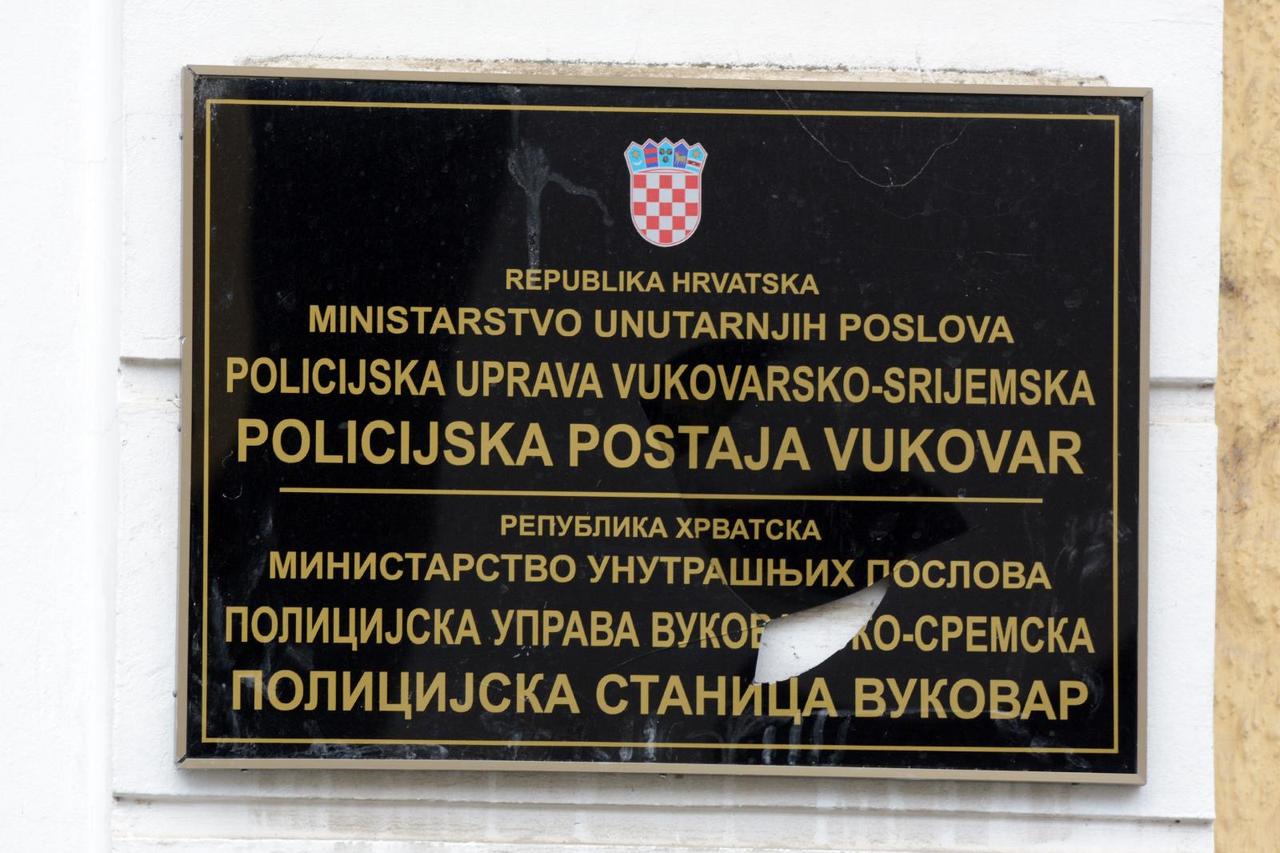 REPUBLIKA HRVATSKA
MINISTARSTVO UNUTARNJIH POSLOVA
POLICIJSKA UPRAVA VUKOVARSKO-SRIJEMSKA
POLICIJSKA POSTAJA VUKOVAR
РЕПУБЛИКА ХРВАТСКА
МИНИСТАРСТВО УНУТРАШЊИХ ПОСЛОВА
ПОЛИЦИЈСКА УПРАВА
ПОЛИЦИЈСКА СТАНИЦА ВУКОВАР